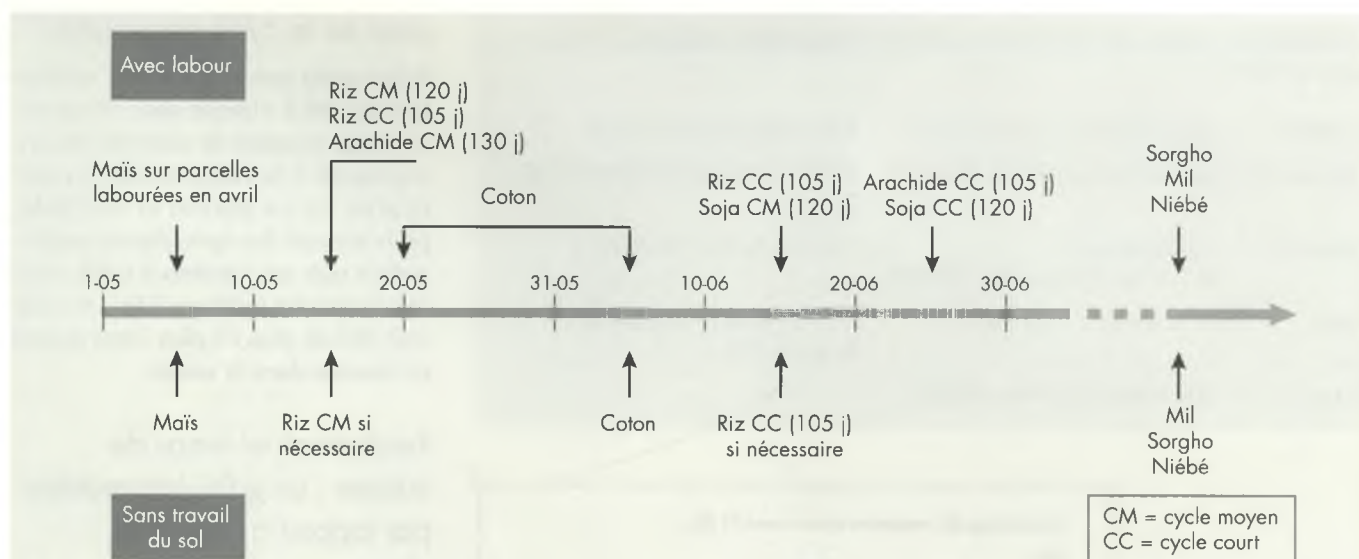 Avec labour
Riz CM (120 j)
Riz CC (105 j)
Arachide CM (130 j)
Maïs sur parcelles
labourées en avril
Coton
Riz CC (105 j)
Soja CM (120 j)
Arachide CC (105 j)
Soja CC (120 j)
Sorgho
Mil
Niébé
1-05
10-05
20-05
31-05
10-06
20-06
30-06
Maïs
Riz CM si
nécessaire
Coton
Riz CC (105 j)
si nécessaire
Mil
Sorgho
Niébé
Sans travail
du sol
CM = cycle moyen
CC = cycle court